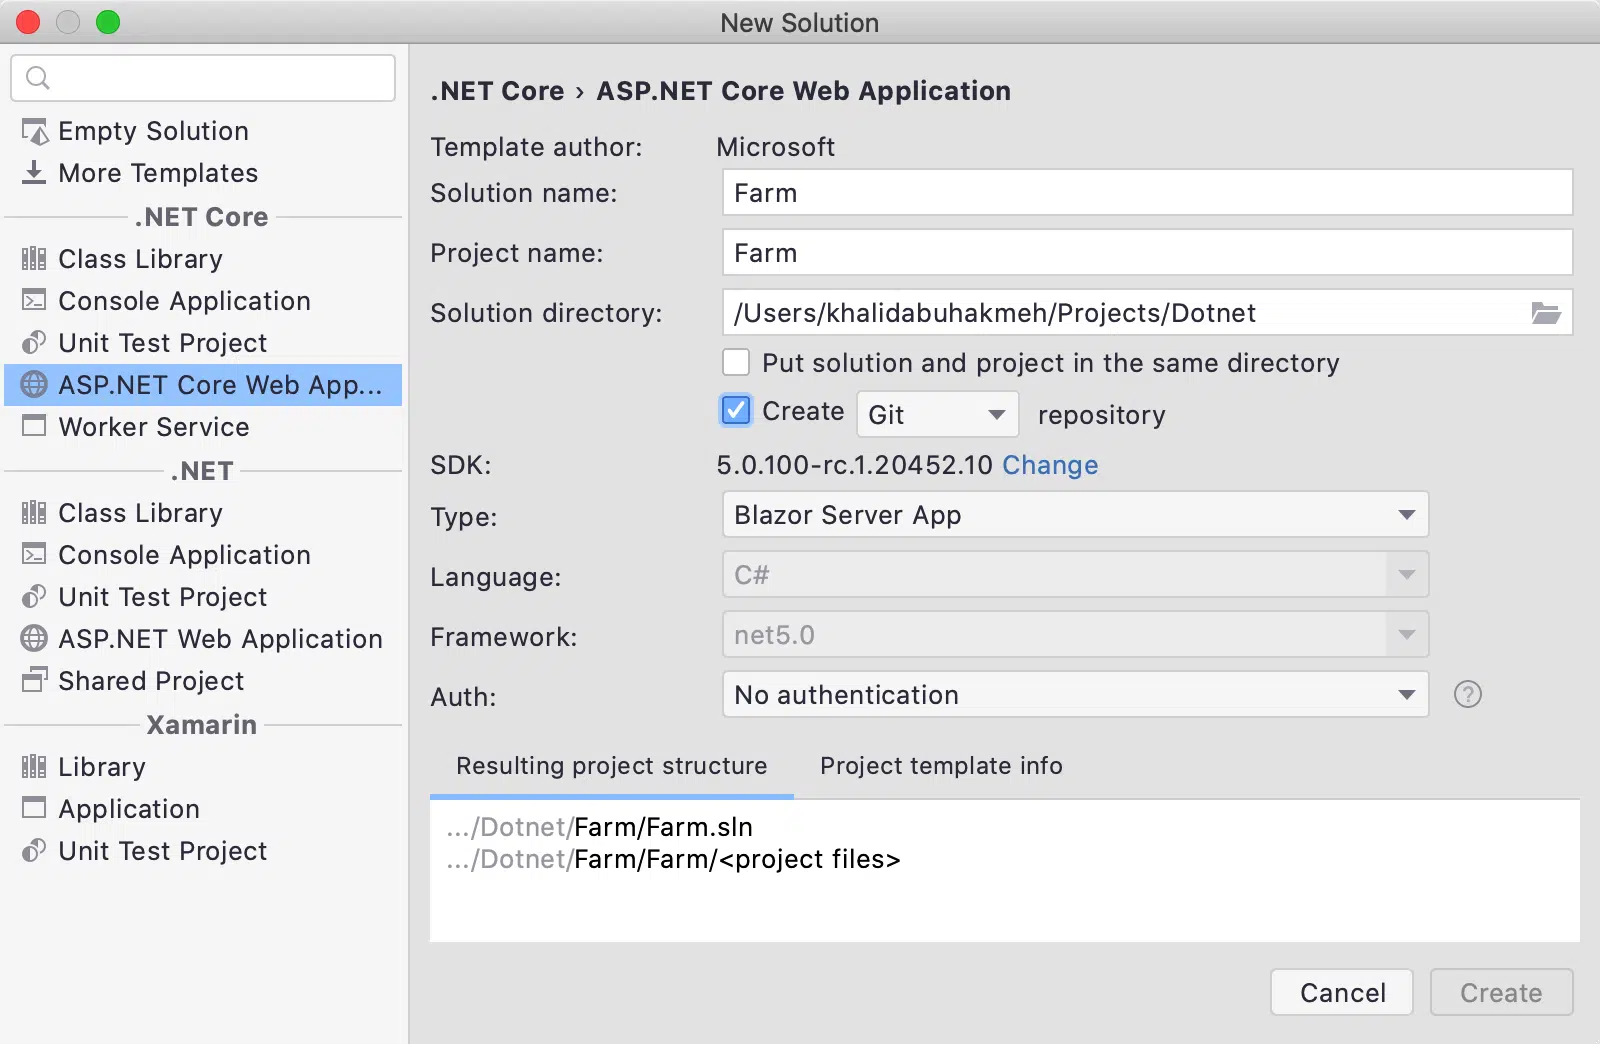 New Solution
Empty Solution
More Templates
.NET Core
Class Library
Console Application
Unit Test Project
ASP.NET Core Web App...
Worker Service
.NET
Class Library
Console Application
Unit Test Project
ASP.NET Web Application
Shared Project
Xamarin
Library
Application
Unit Test Project
.NET Core › ASP.NET Core Web Application
Template author: Microsoft
Solution name: Farm
Project name: Farm
Solution directory: /Users/khalidabuhakmeh/Projects/Dotnet
Put solution and project in the same directory
Create Git repository
SDK: 5.0.100-rc.1.20452.10 Change
Type: Blazor Server App
Language: C#
Framework: net5.0
Auth: No authentication ?
Resulting project structure Project template info
.../Dotnet/Farm/Farm.sln
.../Dotnet/Farm/Farm/<project files>
Cancel Create